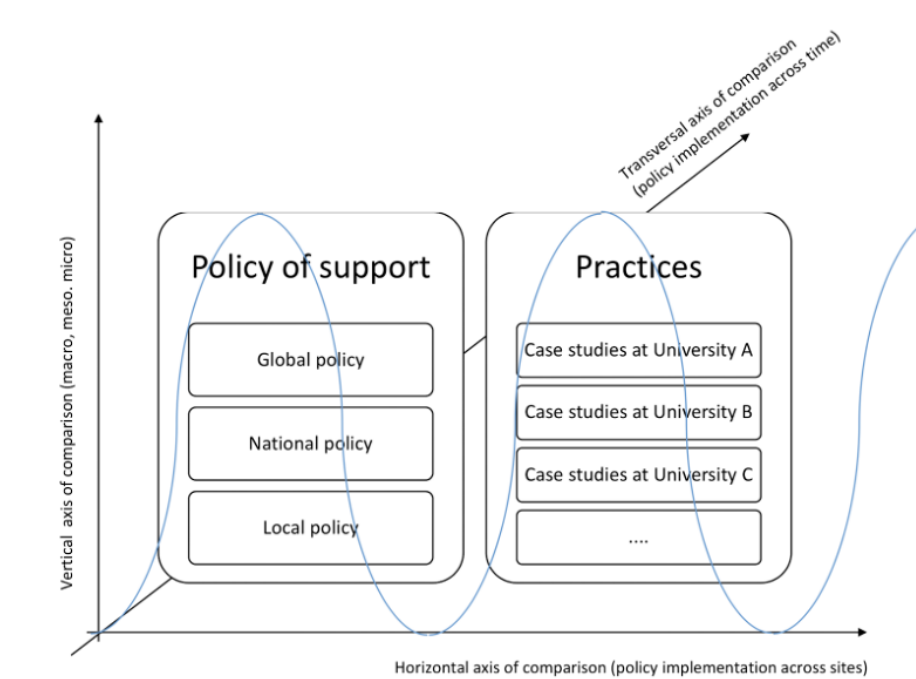 Transversal axis of comparison
(policy implementation across time)
Vertical axis of comparison (macro, meso. micro)
Policy of support
Global policy
National policy
Local policy
Practices
Case studies at University A
Case studies at University B
Case studies at University C
....
Horizontal axis of comparison (policy implementation across sites)